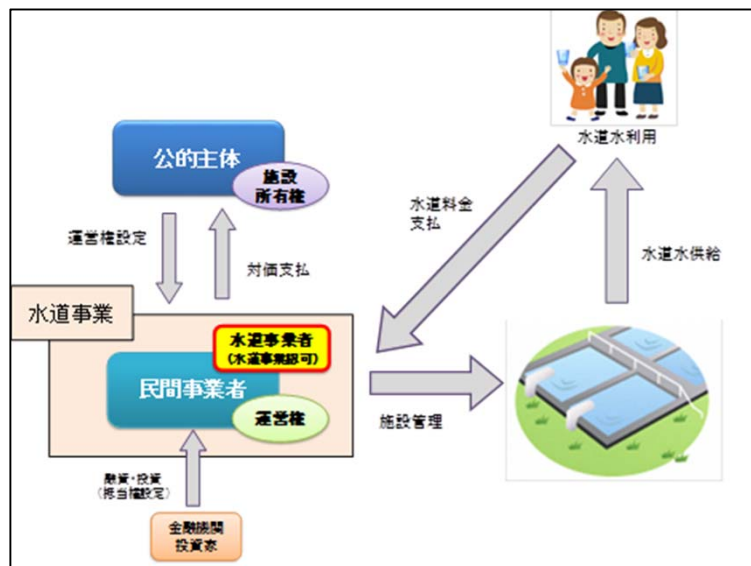 水道水利用
公的主体
施設
所有権
運営権設定
対価支払
水道料金
支払
水道水供給
水道事業
水道事業者
(水道事業認可)
民間事業者
運営権
施設管理
融資・投資
(抵当権設定)
金融機関
投資家